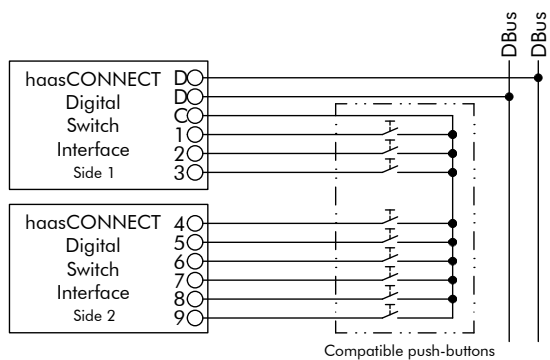 DBus
DBus
haasCONNECT
Digital
Switch
Interface
Side 1
D
D
C
1
2
3
haasCONNECT
Digital
Switch
Interface
Side 2
4
5
6
7
8
9
Compatible push-buttons